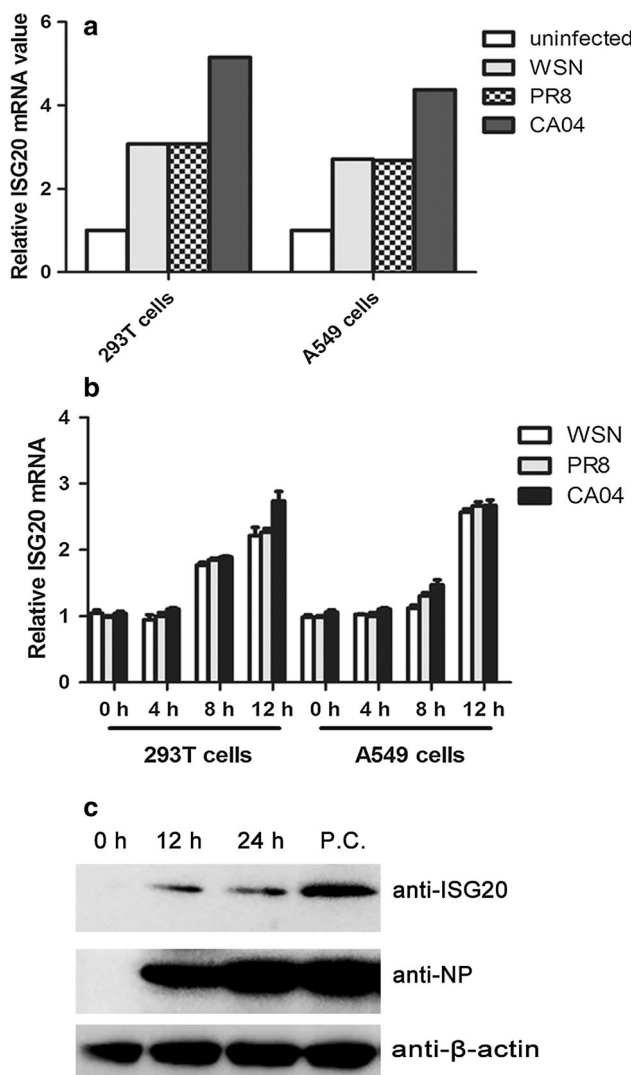 a
Relative ISG20 mRNA value
6
4
2
0
uninfected
WSN
PR8
CA04
293T cells
A549 cells
b
Relative ISG20 mRNA
4
3
2
1
0
WSN
PR8
CA04
0 h 4 h 8 h 12 h 0 h 4 h 8 h 12 h
293T cells A549 cells
c
0 h 12 h 24 h P.C.
anti-ISG20
anti-NP
anti-β-actin